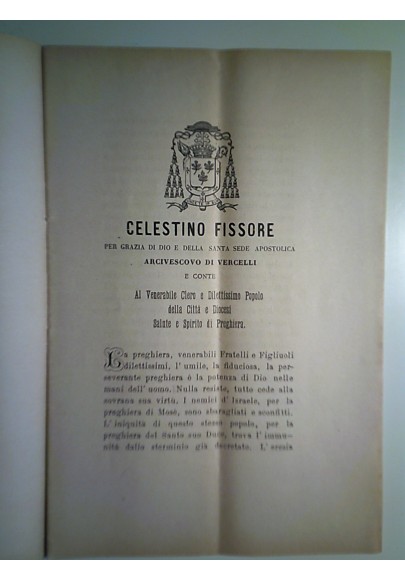 CELESTINO FISSORE
PER GRAZIA DI DIO E DELLA SANTA SEDE APOSTOLICA
ARCIVESCOVO DI VERCELLI
E CONTE
Al Venerabile Clero e Dilettissimo Popolo
della Città e Diocesi
Salute e Spirito di Preghiera.
La preghiera, venerabili Fratelli e Figliuoli
dilettissimi, l' umile, la fiduciosa, la per-
severante preghiera è la potenza di Dio nelle
mani dell' uomo. Nulla resiste, tutto cede alla
sovrana sua virtù. I nemici d' Israele, per la
preghiera di Mosè, sono sbaragliati e sconfitti.
L' iniquità di questo stesso popolo, per la
preghiera del Santo suo Duce, trova l' immu-
nità dallo sterminio già decretato. L'